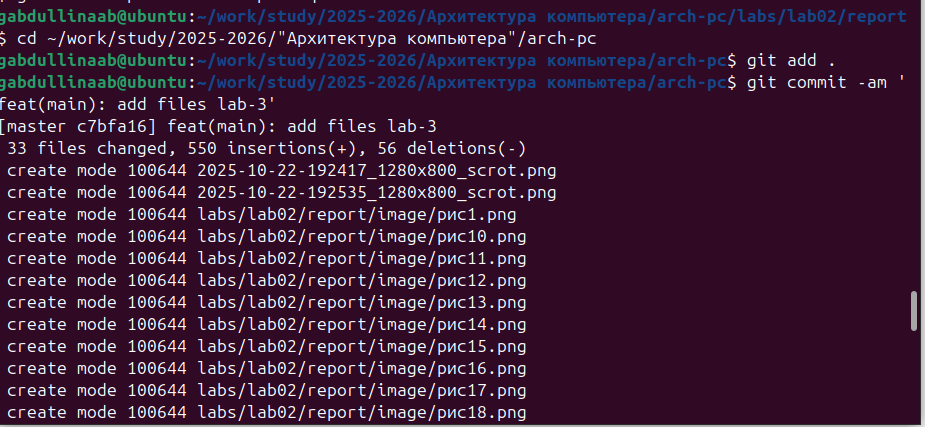 gabdullinaab@ubuntu:~/work/study/2025-2026/Архитектура компьютера/arch-pc/labs/lab02/report
$ cd ~/work/study/2025-2026/"Архитектура компьютера"/arch-pc
gabdullinaab@ubuntu:~/work/study/2025-2026/Архитектура компьютера/arch-pc$ git add .
gabdullinaab@ubuntu:~/work/study/2025-2026/Архитектура компьютера/arch-pc$ git commit -am '
feat(main): add files lab-3'
[master c7bfa16] feat(main): add files lab-3
 33 files changed, 550 insertions(+), 56 deletions(-)
 create mode 100644 2025-10-22-192417_1280x800_scrot.png
 create mode 100644 2025-10-22-192535_1280x800_scrot.png
 create mode 100644 labs/lab02/report/image/рис1.png
 create mode 100644 labs/lab02/report/image/рис10.png
 create mode 100644 labs/lab02/report/image/рис11.png
 create mode 100644 labs/lab02/report/image/рис12.png
 create mode 100644 labs/lab02/report/image/рис13.png
 create mode 100644 labs/lab02/report/image/рис14.png
 create mode 100644 labs/lab02/report/image/рис15.png
 create mode 100644 labs/lab02/report/image/рис16.png
 create mode 100644 labs/lab02/report/image/рис17.png
 create mode 100644 labs/lab02/report/image/рис18.png